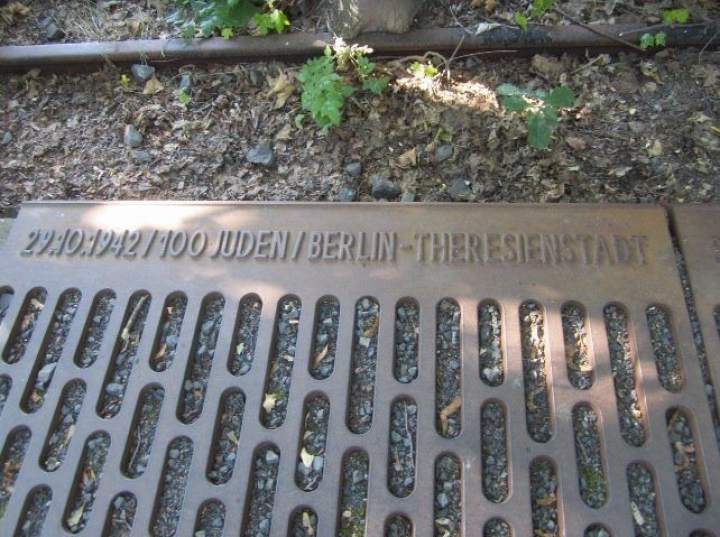 29.10.1942 / 100 JUDEN / BERLIN - THERESIENSTADT